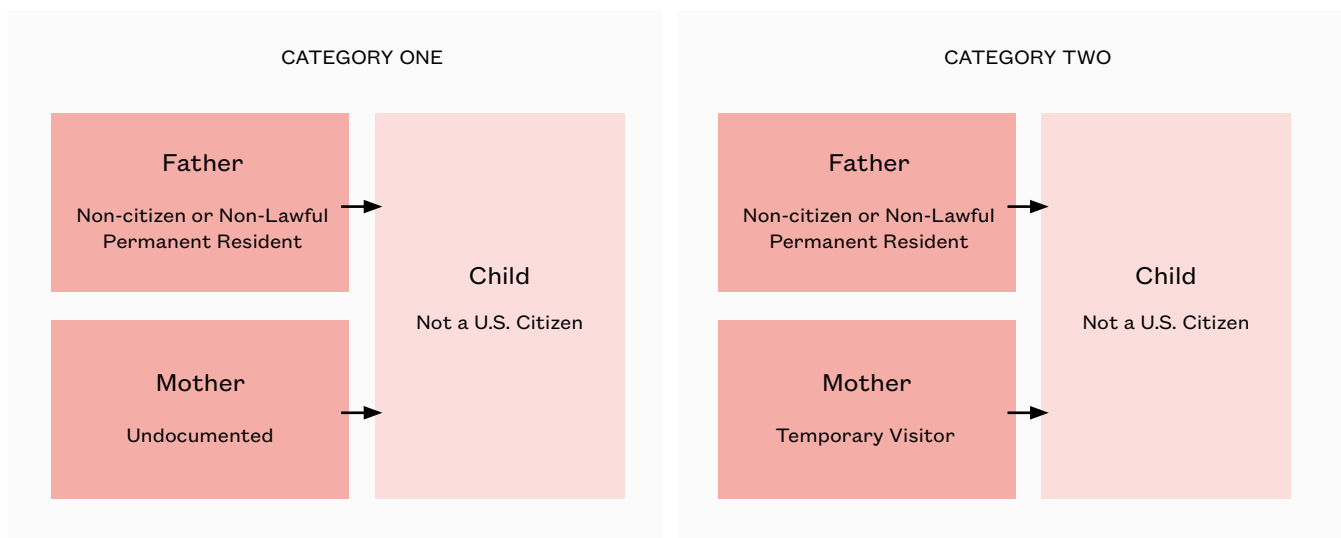 CATEGORY ONE
Father
Non-citizen or Non-Lawful
Permanent Resident
Mother
Undocumented
Child
Not a U.S. Citizen
CATEGORY TWO
Father
Non-citizen or Non-Lawful
Permanent Resident
Mother
Temporary Visitor
Child
Not a U.S. Citizen